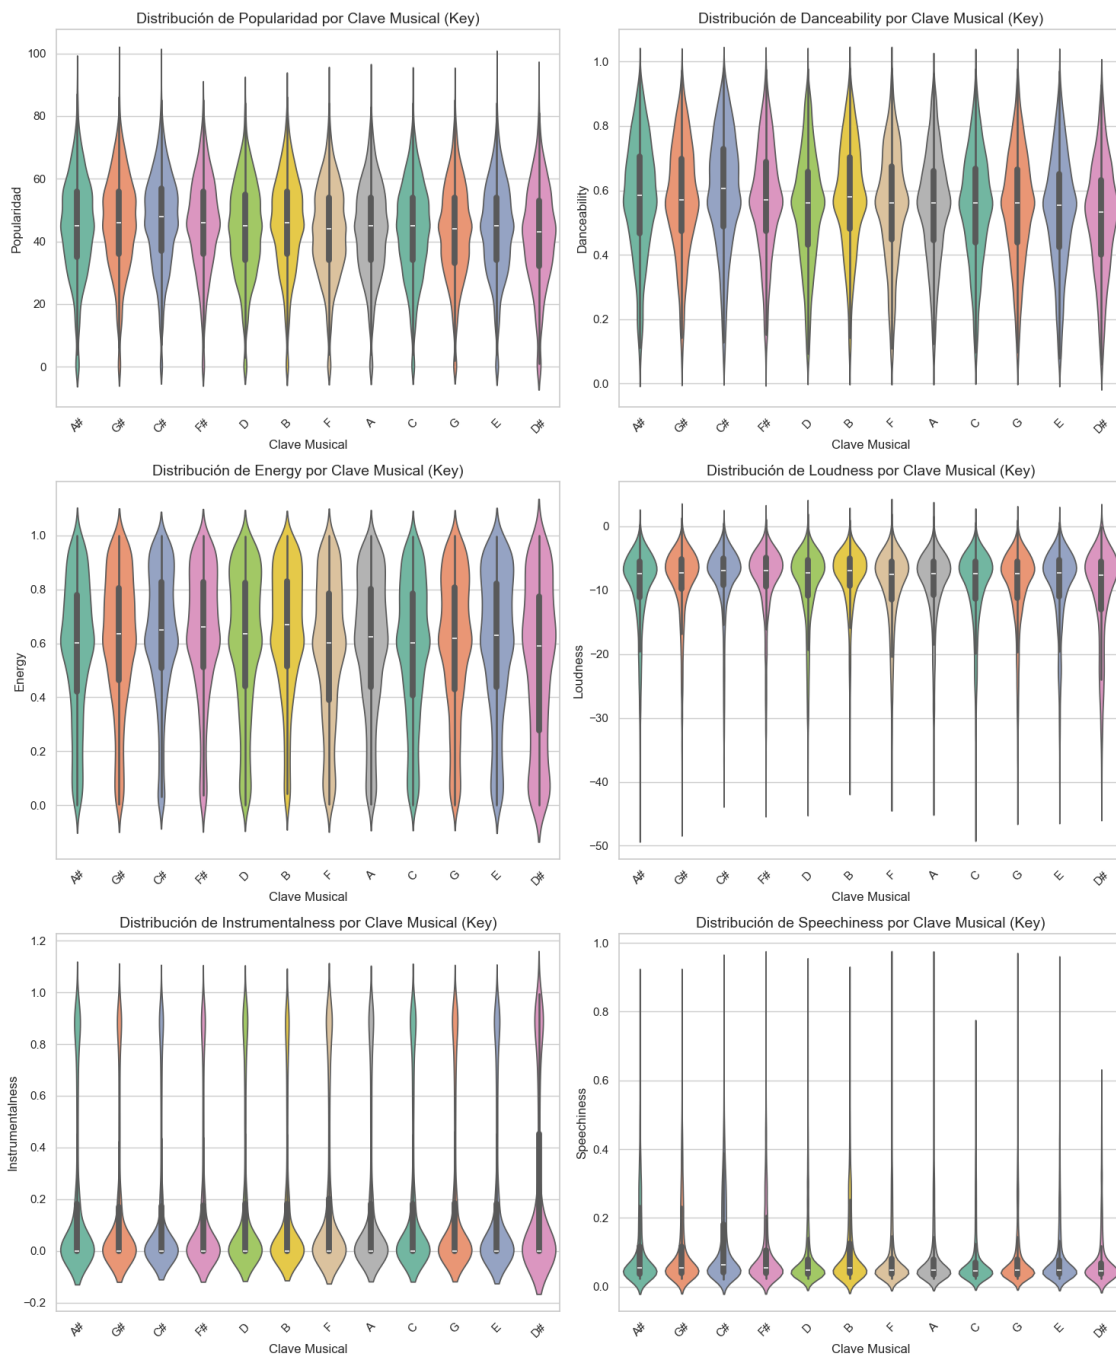 Distribución de Popularidad por Clave Musical (Key)
100
80
60
40
20
0
Popularidad
A# G# C# F# D B F A C G E D#
Clave Musical
Distribución de Danceability por Clave Musical (Key)
1.0
0.8
0.6
0.4
0.2
0.0
Danceability
A# G# C# F# D B F A C G E D#
Clave Musical
Distribución de Energy por Clave Musical (Key)
1.0
0.8
0.6
0.4
0.2
0.0
Energy
A# G# C# F# D B F A C G E D#
Clave Musical
Distribución de Loudness por Clave Musical (Key)
0
−10
−20
−30
−40
−50
Loudness
A# G# C# F# D B F A C G E D#
Clave Musical
Distribución de Instrumentalness por Clave Musical (Key)
1.2
1.0
0.8
0.6
0.4
0.2
0.0
−0.2
Instrumentalness
A# G# C# F# D B F A C G E D#
Clave Musical
Distribución de Speechiness por Clave Musical (Key)
1.0
0.8
0.6
0.4
0.2
0.0
Speechiness
A# G# C# F# D B F A C G E D#
Clave Musical